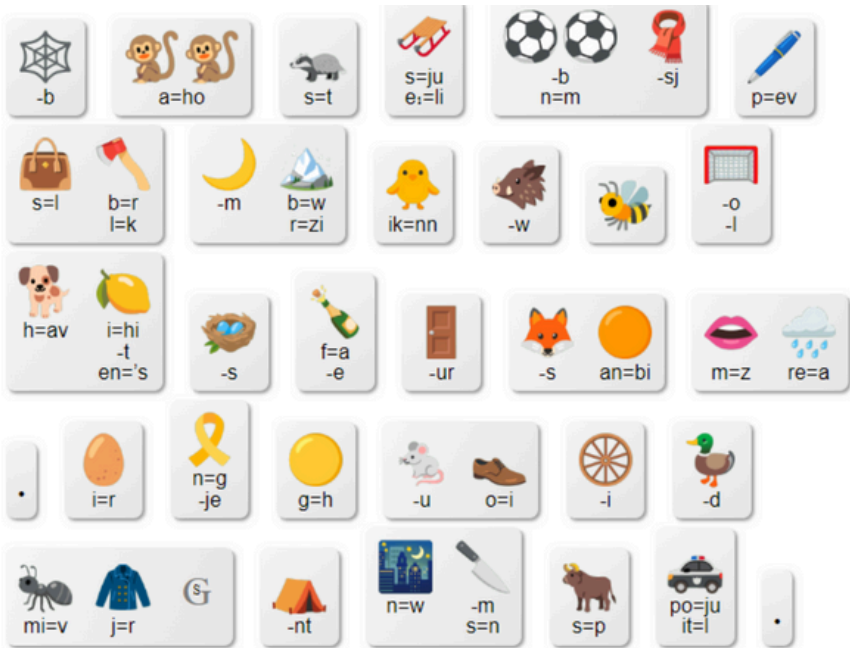 s=ju -b -sj
-b a=ho s=t e₁=li n=m p=ev
s=l b=r -m b=w -o
l=k r=zi ik=nn -w -l
h=av i=hi f=a
-t -s -e -ur -s an=bi m=z re=a
en='s
n=g
. i=r -je g=h -u o=i -i -d
G
s
n=w -m po=ju
mi=v j=r -nt s=n s=p it=l .